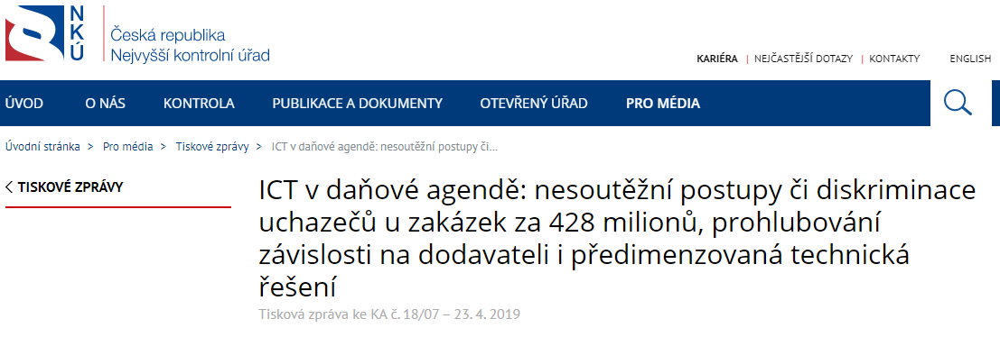 NKÚ
Česká republika
Nejvyšší kontrolní úřad
KARIÉRA | NEJČASTĚJŠÍ DOTAZY | KONTAKTY ENGLISH
ÚVOD O NÁS KONTROLA PUBLIKACE A DOKUMENTY OTEVŘENÝ ÚŘAD PRO MÉDIA
Úvodní stránka > Pro média > Tiskové zprávy > ICT v daňové agendě: nesoutěžní postupy či...
< TISKOVÉ ZPRÁVY
ICT v daňové agendě: nesoutěžní postupy či diskriminace
uchazečů u zakázek za 428 milionů, prohlubování
závislosti na dodavateli i předimenzovaná technická
řešení
Tisková zpráva ke KA č. 18/07 – 23. 4. 2019